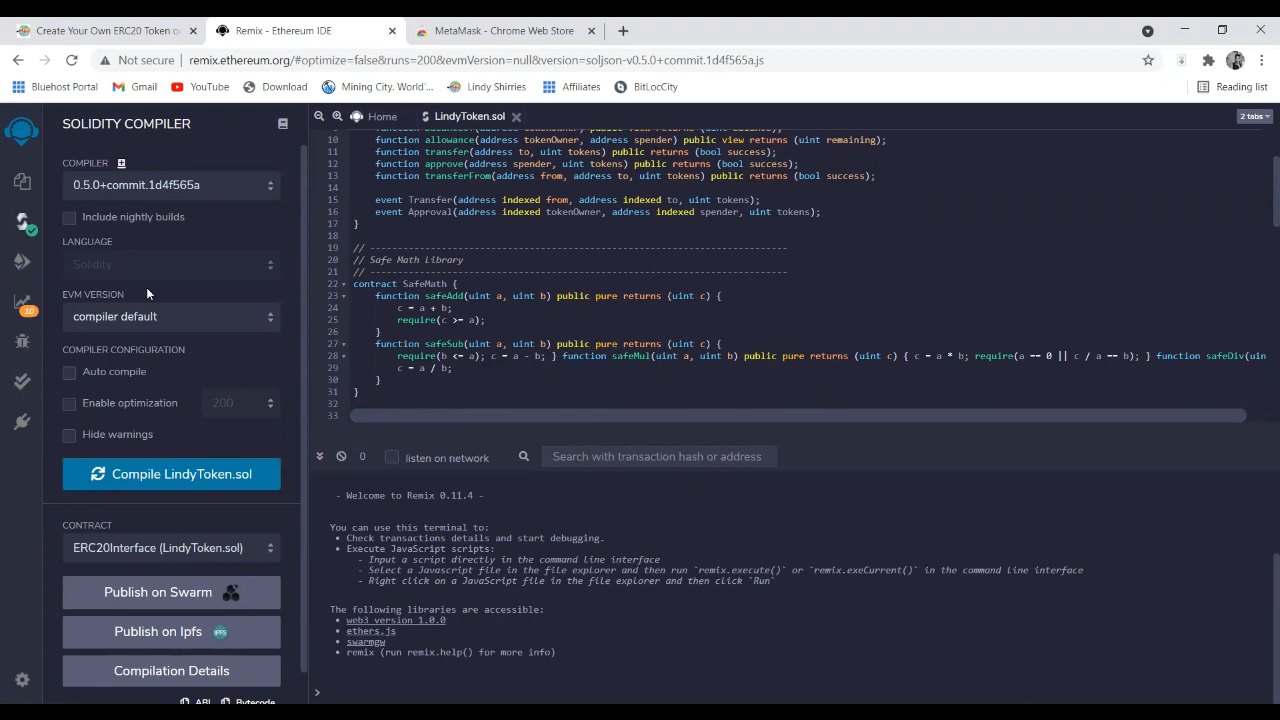 Create Your Own ERC20 Token or
Remix - Ethereum IDE
MetaMask - Chrome Web Store
Not secure
remix.ethereum.org/#optimize=false&runs=200&evmVersion=null&version=soljson-v0.5.0+commit.1d4f565a.js
Bluehost Portal
Gmail
YouTube
Download
Mining City. World'...
Lindy Shirries
Affiliates
BitLocCity
Reading list
SOLIDITY COMPILER
COMPILER
0.5.0+commit.1d4f565a
Include nightly builds
LANGUAGE
Solidity
EVM VERSION
compiler default
COMPILER CONFIGURATION
Auto compile
Enable optimization
200
Hide warnings
Compile LindyToken.sol
CONTRACT
ERC20Interface (LindyToken.sol)
Publish on Swarm
Publish on Ipfs
IPFS
Compilation Details
ABI
Bytecode
10
Home
LindyToken.sol
2 tabs
10 function allowance(address tokenOwner, address spender) public view returns (uint remaining);
11 function transfer(address to, uint tokens) public returns (bool success);
12 function approve(address spender, uint tokens) public returns (bool success);
13 function transferFrom(address from, address to, uint tokens) public returns (bool success);
14
15 event Transfer(address indexed from, address indexed to, uint tokens);
16 event Approval(address indexed tokenOwner, address indexed spender, uint tokens);
17 }
18
19 // ----------------------------------------------------------------------------
20 // Safe Math Library
21 // ----------------------------------------------------------------------------
22 contract SafeMath {
23 function safeAdd(uint a, uint b) public pure returns (uint c) {
24 c = a + b;
25 require(c >= a);
26 }
27 function safeSub(uint a, uint b) public pure returns (uint c) {
28 require(b <= a); c = a - b; } function safeMul(uint a, uint b) public pure returns (uint c) { c = a * b; require(a == 0 || c / a == b); } function safeDiv(uin
29 c = a / b;
30 }
31 }
32
33
0
listen on network
Search with transaction hash or address
- Welcome to Remix 0.11.4 -
You can use this terminal to:
• Check transactions details and start debugging.
• Execute JavaScript scripts:
- Input a script directly in the command line interface
- Select a Javascript file in the file explorer and then run `remix.execute()` or `remix.exeCurrent()` in the command line interface
- Right click on a JavaScript file in the file explorer and then click `Run`
The following libraries are accessible:
• web3 version 1.0.0
• ethers.js
• swarmgw
• remix (run remix.help() for more info)
>